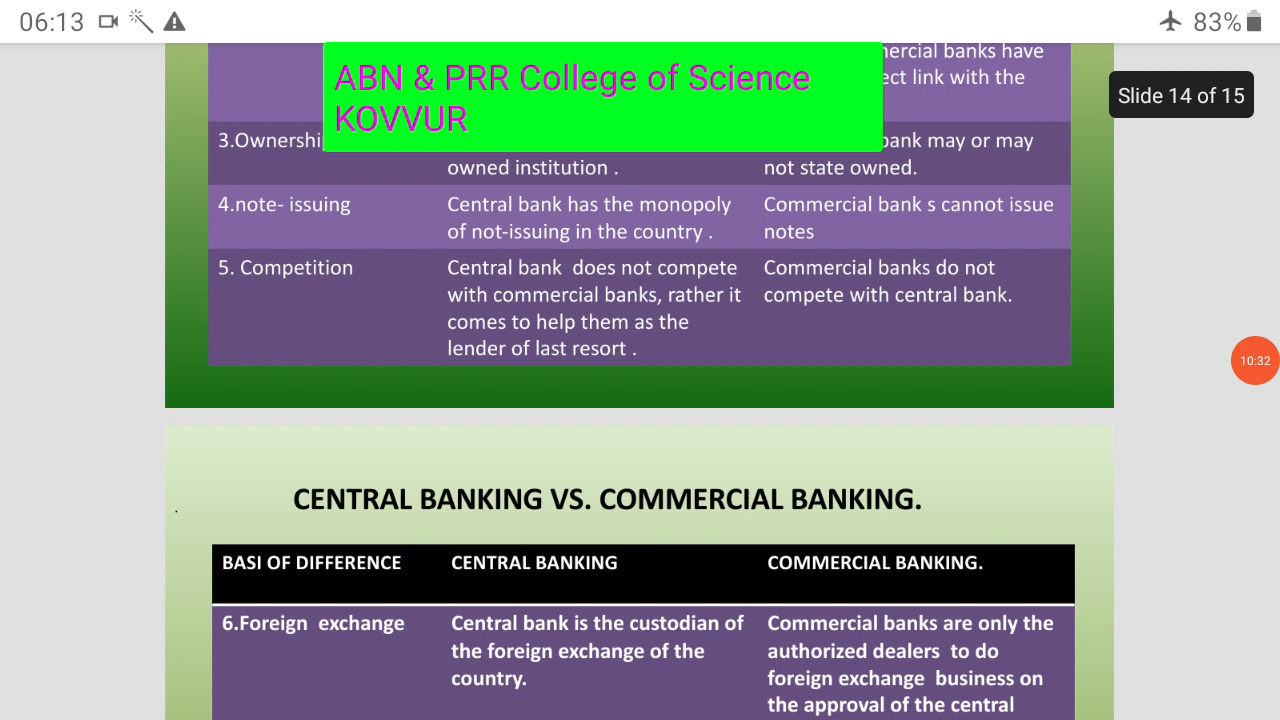 06:13
83%
ABN & PRR College of Science
KOVVUR
Slide 14 of 15
banks have
link with the
3.
bank may or may
owned institution .
not state owned.
4.note- issuing
Central bank has the monopoly
of not-issuing in the country .
Commercial bank s cannot issue
notes
5. Competition
Central bank does not compete
with commercial banks, rather it
comes to help them as the
lender of last resort .
Commercial banks do not
compete with central bank.
10:32
CENTRAL BANKING VS. COMMERCIAL BANKING.
BASI OF DIFFERENCE
CENTRAL BANKING
COMMERCIAL BANKING.
6.Foreign exchange
Central bank is the custodian of
the foreign exchange of the
country.
Commercial banks are only the
authorized dealers to do
foreign exchange business on
the approval of the central